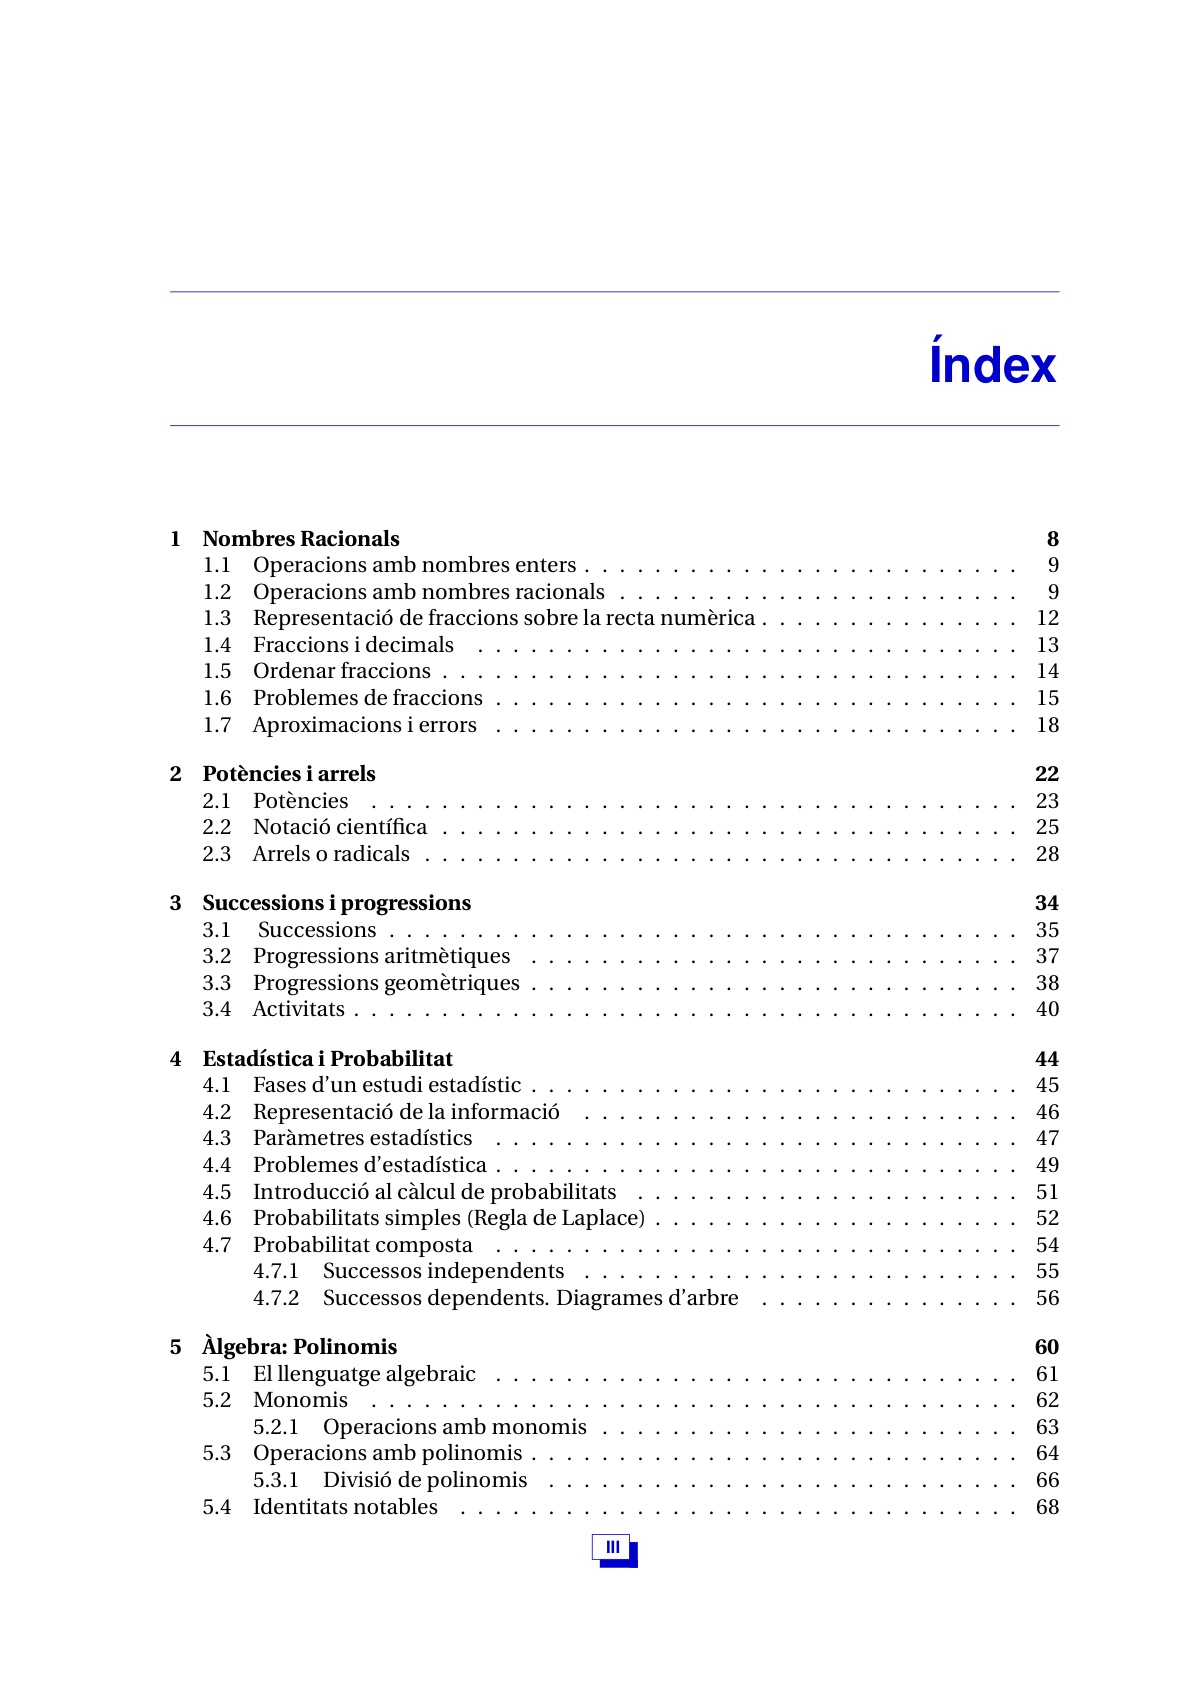 Índex
1 Nombres Racionals 8
1.1 Operacions amb nombres enters . . . . . . . . . . . . . . . . . . . . . . . . . 9
1.2 Operacions amb nombres racionals . . . . . . . . . . . . . . . . . . . . . . . 9
1.3 Representació de fraccions sobre la recta numèrica . . . . . . . . . . . . . . . 12
1.4 Fraccions i decimals . . . . . . . . . . . . . . . . . . . . . . . . . . . . . . . 13
1.5 Ordenar fraccions . . . . . . . . . . . . . . . . . . . . . . . . . . . . . . . . . 14
1.6 Problemes de fraccions . . . . . . . . . . . . . . . . . . . . . . . . . . . . . . 15
1.7 Aproximacions i errors . . . . . . . . . . . . . . . . . . . . . . . . . . . . . . 18
2 Potències i arrels 22
2.1 Potències . . . . . . . . . . . . . . . . . . . . . . . . . . . . . . . . . . . . . 23
2.2 Notació científica . . . . . . . . . . . . . . . . . . . . . . . . . . . . . . . . . 25
2.3 Arrels o radicals . . . . . . . . . . . . . . . . . . . . . . . . . . . . . . . . . . 28
3 Successions i progressions 34
3.1 Successions . . . . . . . . . . . . . . . . . . . . . . . . . . . . . . . . . . . . 35
3.2 Progressions aritmètiques . . . . . . . . . . . . . . . . . . . . . . . . . . . . 37
3.3 Progressions geomètriques . . . . . . . . . . . . . . . . . . . . . . . . . . . . 38
3.4 Activitats . . . . . . . . . . . . . . . . . . . . . . . . . . . . . . . . . . . . . . 40
4 Estadística i Probabilitat 44
4.1 Fases d’un estudi estadístic . . . . . . . . . . . . . . . . . . . . . . . . . . . . 45
4.2 Representació de la informació . . . . . . . . . . . . . . . . . . . . . . . . . 46
4.3 Paràmetres estadístics . . . . . . . . . . . . . . . . . . . . . . . . . . . . . . 47
4.4 Problemes d’estadística . . . . . . . . . . . . . . . . . . . . . . . . . . . . . . 49
4.5 Introducció al càlcul de probabilitats . . . . . . . . . . . . . . . . . . . . . . 51
4.6 Probabilitats simples (Regla de Laplace) . . . . . . . . . . . . . . . . . . . . . 52
4.7 Probabilitat composta . . . . . . . . . . . . . . . . . . . . . . . . . . . . . . 54
4.7.1 Successos independents . . . . . . . . . . . . . . . . . . . . . . . . . 55
4.7.2 Successos dependents. Diagrames d’arbre . . . . . . . . . . . . . . . 56
5 Àlgebra: Polinomis 60
5.1 El llenguatge algebraic . . . . . . . . . . . . . . . . . . . . . . . . . . . . . . 61
5.2 Monomis . . . . . . . . . . . . . . . . . . . . . . . . . . . . . . . . . . . . . 62
5.2.1 Operacions amb monomis . . . . . . . . . . . . . . . . . . . . . . . . 63
5.3 Operacions amb polinomis . . . . . . . . . . . . . . . . . . . . . . . . . . . . 64
5.3.1 Divisió de polinomis . . . . . . . . . . . . . . . . . . . . . . . . . . . 66
5.4 Identitats notables . . . . . . . . . . . . . . . . . . . . . . . . . . . . . . . . 68
III